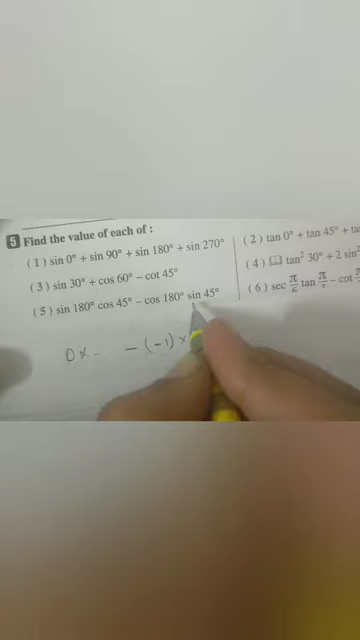 5 Find the value of each of :
( 1 ) sin 0° + sin 90° + sin 180° + sin 270°
( 2 ) tan 0° + tan 45° + ta
( 3 ) sin 30° + cos 60° − cot 45°
( 4 ) tan² 30° + 2 sin²
( 5 ) sin 180° cos 45° − cos 180° sin 45°
( 6 ) sec π/6 tan π/ − cot π
0 × − (−1) ×